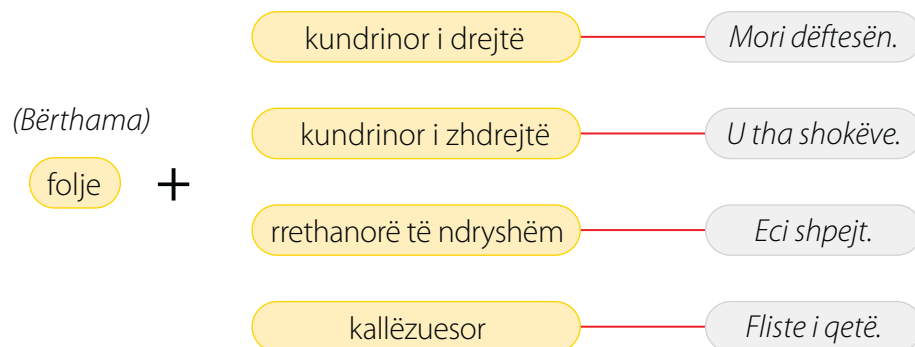 kundrinor i drejtë
Mori dëftesën.
(Bërthama)
kundrinor i zhdrejtë
U tha shokëve.
folje
+
rrethanorë të ndryshëm
Eci shpejt.
kallëzuesor
Fliste i qetë.